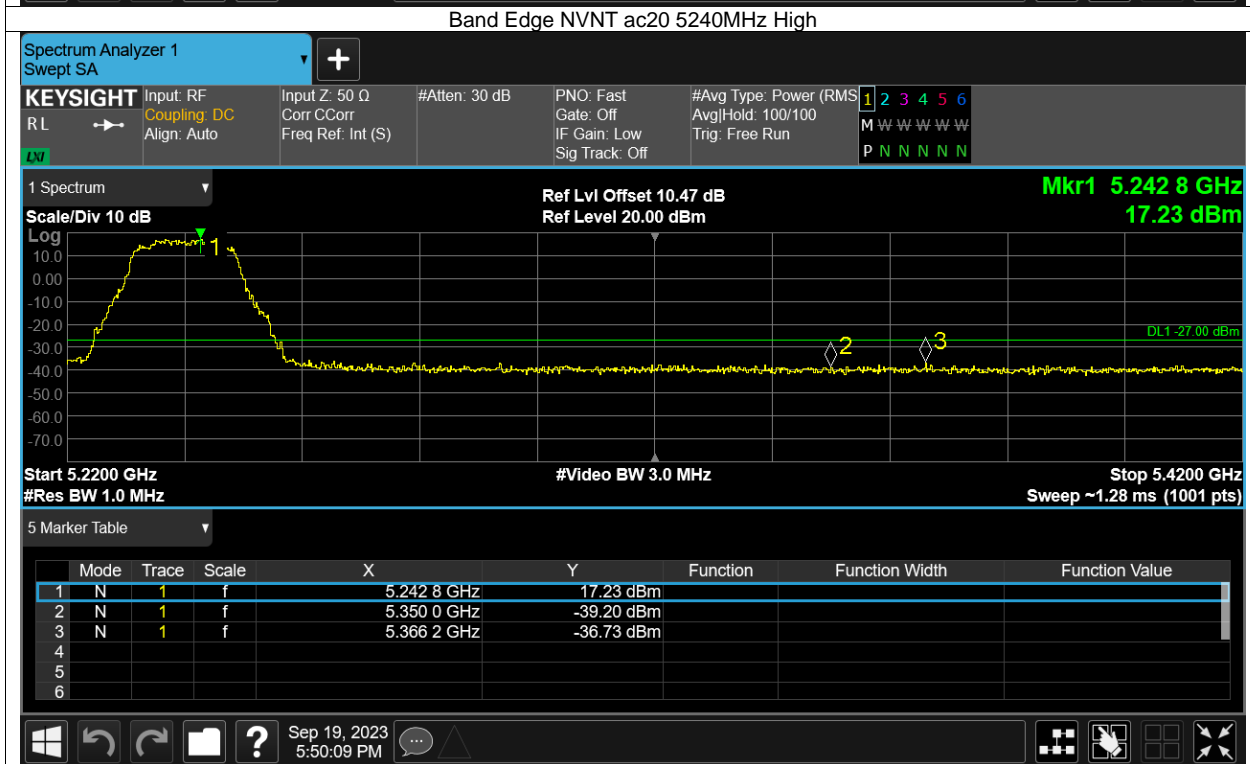 Band Edge NVNT ac20 5240MHz High
Spectrum Analyzer 1
Swept SA
KEYSIGHT Input: RF Input Z: 50 Ω #Atten: 30 dB PNO: Fast #Avg Type: Power (RMS 1 2 3 4 5 6
RL Coupling: DC Corr CCorr Gate: Off Avg|Hold: 100/100 M W W W W W
Align: Auto Freq Ref: Int (S) IF Gain: Low Trig: Free Run
LXI Sig Track: Off P N N N N N N
1 Spectrum Ref Lvl Offset 10.47 dB Mkr1 5.242 8 GHz
Scale/Div 10 dB Ref Level 20.00 dBm 17.23 dBm
Log
1
10.0
0.00
-10.0
-20.0
DL1 -27.00 dBm
2 3
-30.0
-40.0
-50.0
-60.0
-70.0
Start 5.2200 GHz #Video BW 3.0 MHz Stop 5.4200 GHz
#Res BW 1.0 MHz Sweep ~1.28 ms (1001 pts)
5 Marker Table
Mode Trace Scale X Y Function Function Width Function Value
1 N 1 f 5.242 8 GHz 17.23 dBm
2 N 1 f 5.350 0 GHz -39.20 dBm
3 N 1 f 5.366 2 GHz -36.73 dBm
4
5
6
? Sep 19, 2023
5:50:09 PM